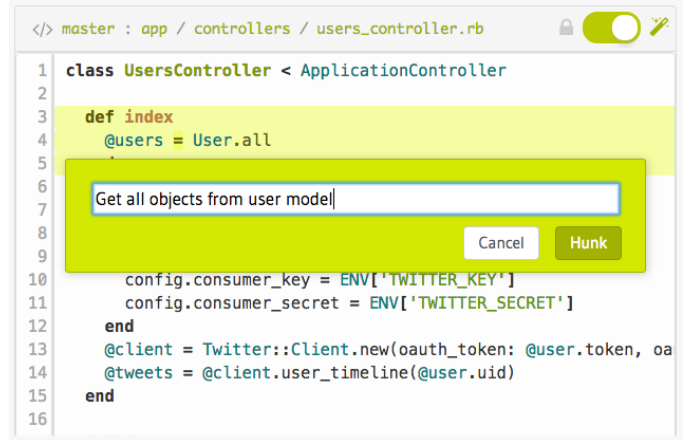 </> master : app / controllers / users_controller.rb
1 class UsersController < ApplicationController
2
3 def index
4 @users = User.all
5
6
Get all objects from user model
7
8
Cancel Hunk
9
10 config.consumer_key = ENV['TWITTER_KEY']
11 config.consumer_secret = ENV['TWITTER_SECRET']
12 end
13 @client = Twitter::Client.new(oauth_token: @user.token, oa
14 @tweets = @client.user_timeline(@user.uid)
15 end
16